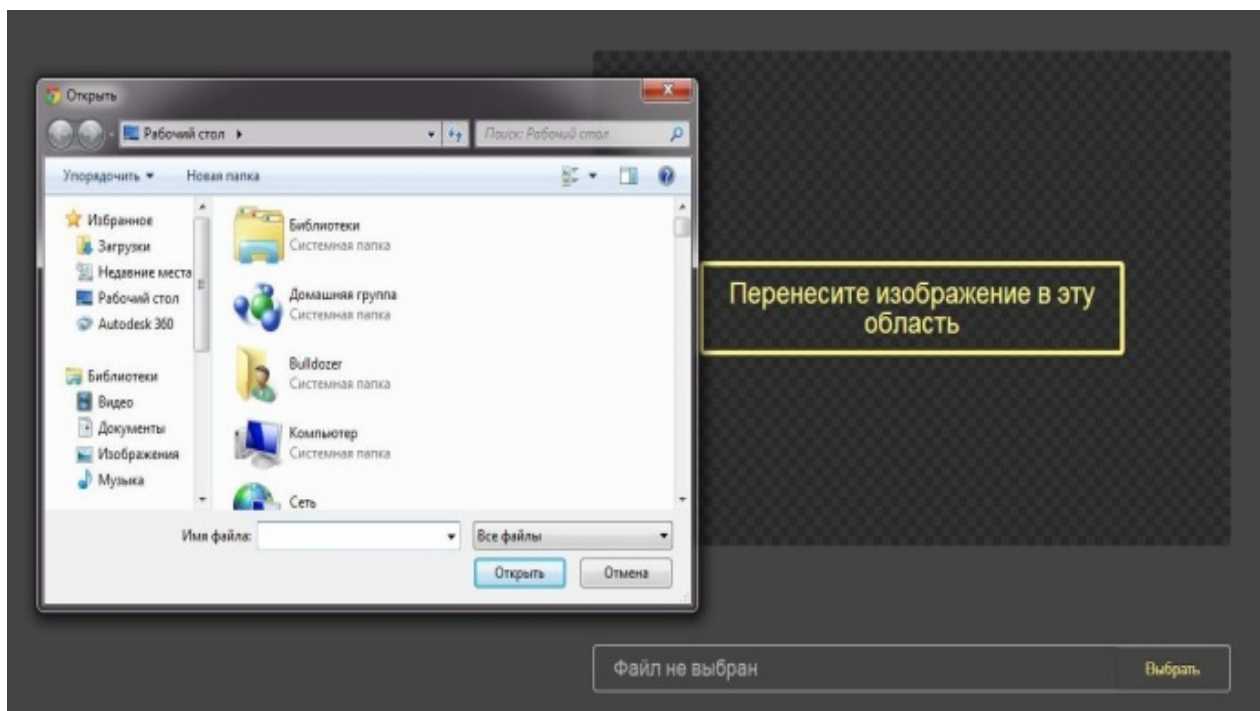 Открыть
Рабочий стол
Поиск: Рабочий стол
Упорядочить
Новая папка
Избранное
Загрузки
Недавние места
Рабочий стол
Autodesk 360
Библиотеки
Видео
Документы
Изображения
Музыка
Библиотеки
Системная папка
Домашняя группа
Системная папка
Bulldozer
Системная папка
Компьютер
Системная папка
Сеть
Имя файла:
Все файлы
Открыть
Отмена
Перенесите изображение в эту
область
Файл не выбран
Выбрать